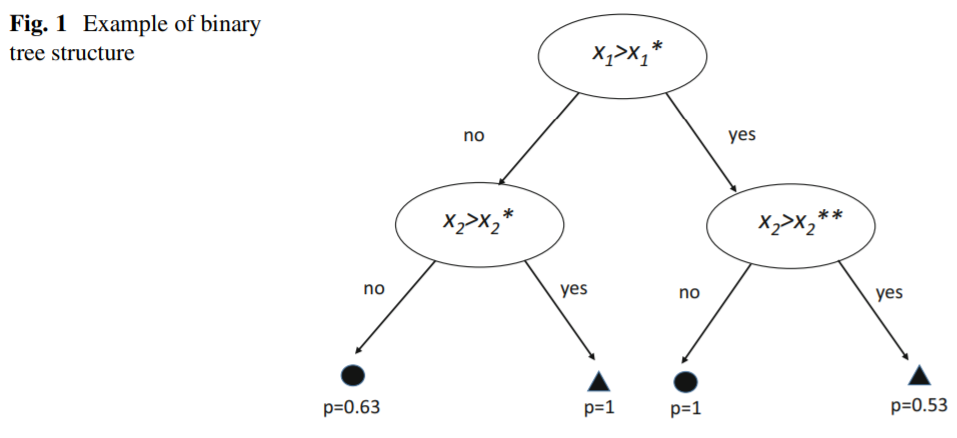 Fig. 1 Example of binary
tree structure
x₁>x₁*
no
yes
x₂>x₂*
x₂>x₂**
no
yes
no
yes
p=0.63
p=1
p=1
p=0.53